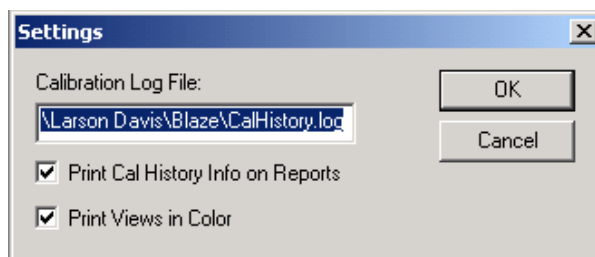 Settings
Calibration Log File:
\Larson Davis\Blaze\CalHistory.log
Print Cal History Info on Reports
Print Views in Color
OK
Cancel